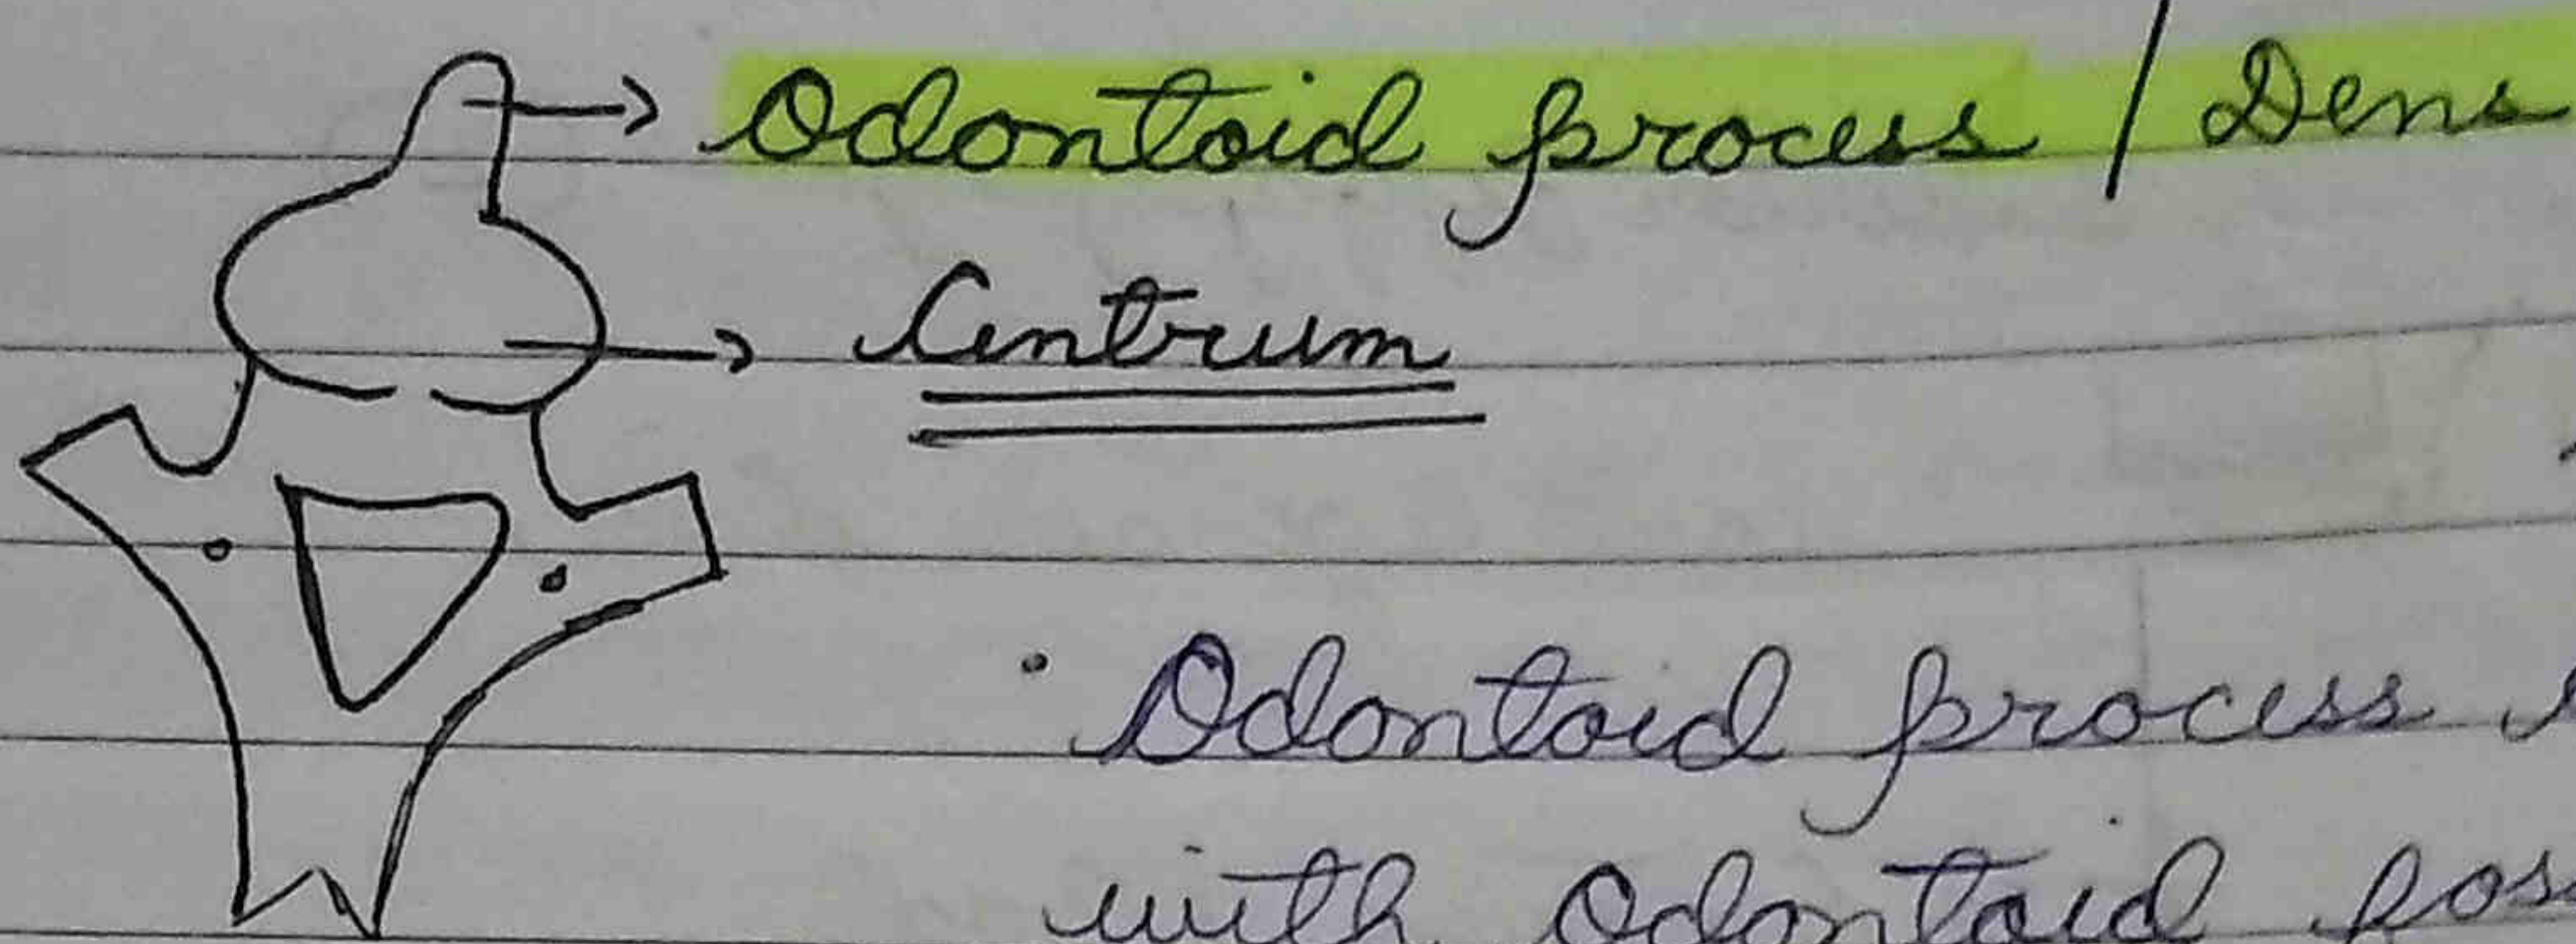 Odontoid process / Dens
Centrum
• Odontoid process
with Odontoid